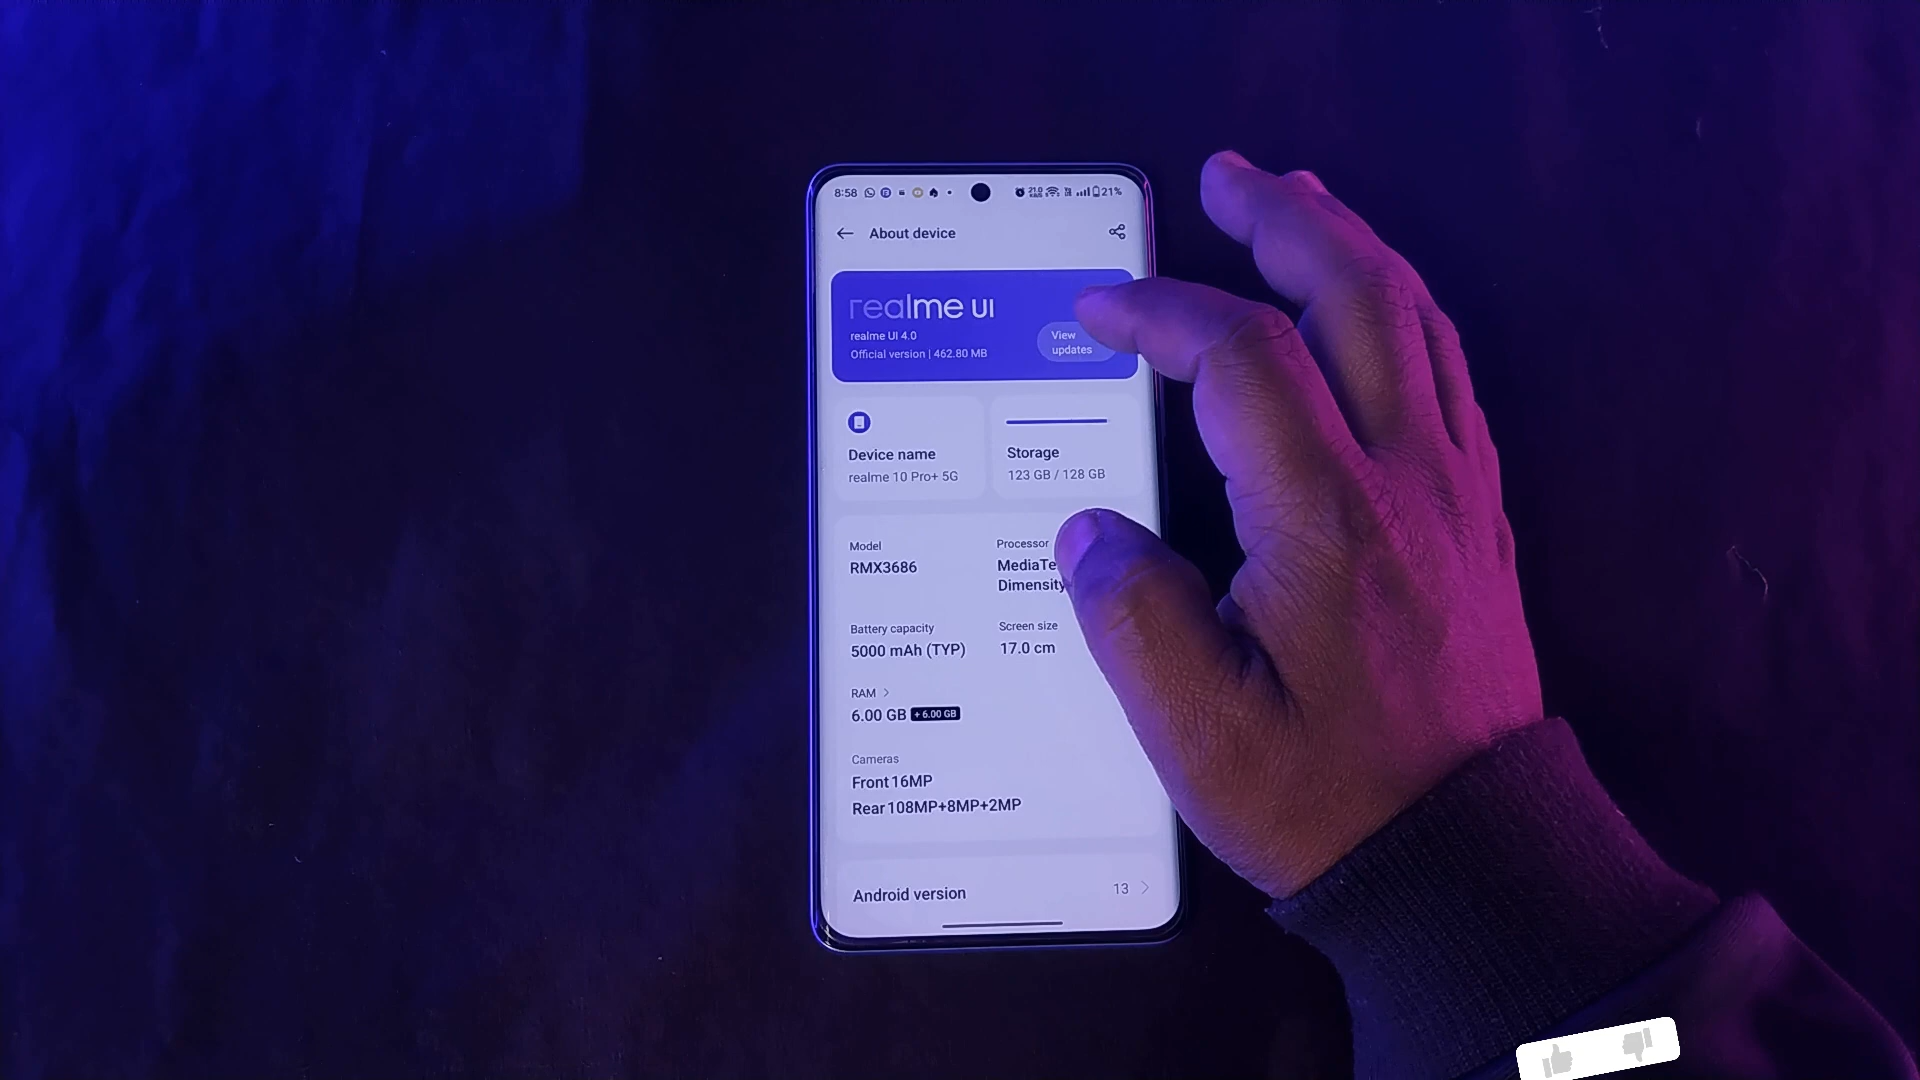 8:58 21% 
About device
realme UI
realme UI 4.0
Official version | 462.80 MB
View
updates
Device name
realme 10 Pro+ 5G
Storage
123 GB / 128 GB
Model
RMX3686
Processor
MediaTe
Dimensity
Battery capacity
5000 mAh (TYP)
Screen size
17.0 cm
RAM
6.00 GB + 6.00 GB
Cameras
Front 16MP
Rear 108MP+8MP+2MP
Android version 13